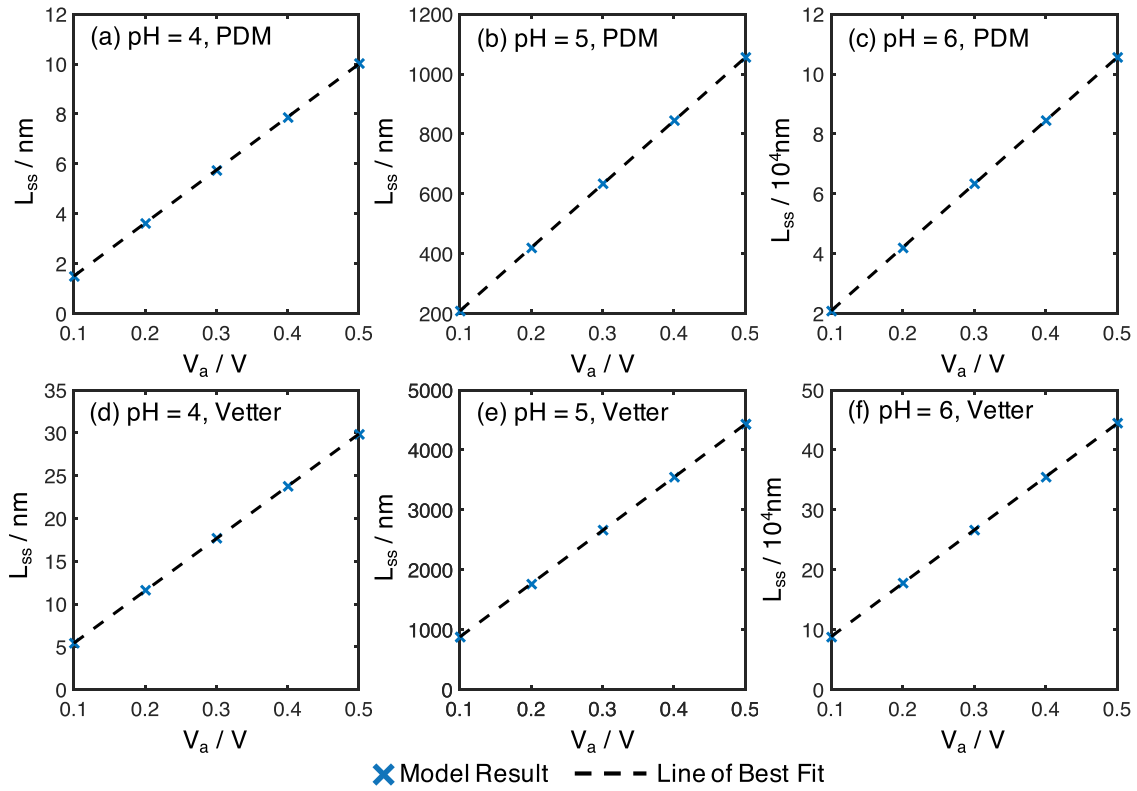 (a) pH = 4, PDM
L_ss / nm
12
10
8
6
4
2
0
0.1 0.2 0.3 0.4 0.5
V_a / V
(b) pH = 5, PDM
L_ss / nm
1200
1000
800
600
400
200
0.1 0.2 0.3 0.4 0.5
V_a / V
(c) pH = 6, PDM
L_ss / 10^4nm
12
10
8
6
4
2
0.1 0.2 0.3 0.4 0.5
V_a / V
(d) pH = 4, Vetter
L_ss / nm
35
30
25
20
15
10
5
0
0.1 0.2 0.3 0.4 0.5
V_a / V
(e) pH = 5, Vetter
L_ss / nm
5000
4000
3000
2000
1000
0
0.1 0.2 0.3 0.4 0.5
V_a / V
(f) pH = 6, Vetter
L_ss / 10^4nm
50
40
30
20
10
0
0.1 0.2 0.3 0.4 0.5
V_a / V
Model Result Line of Best Fit